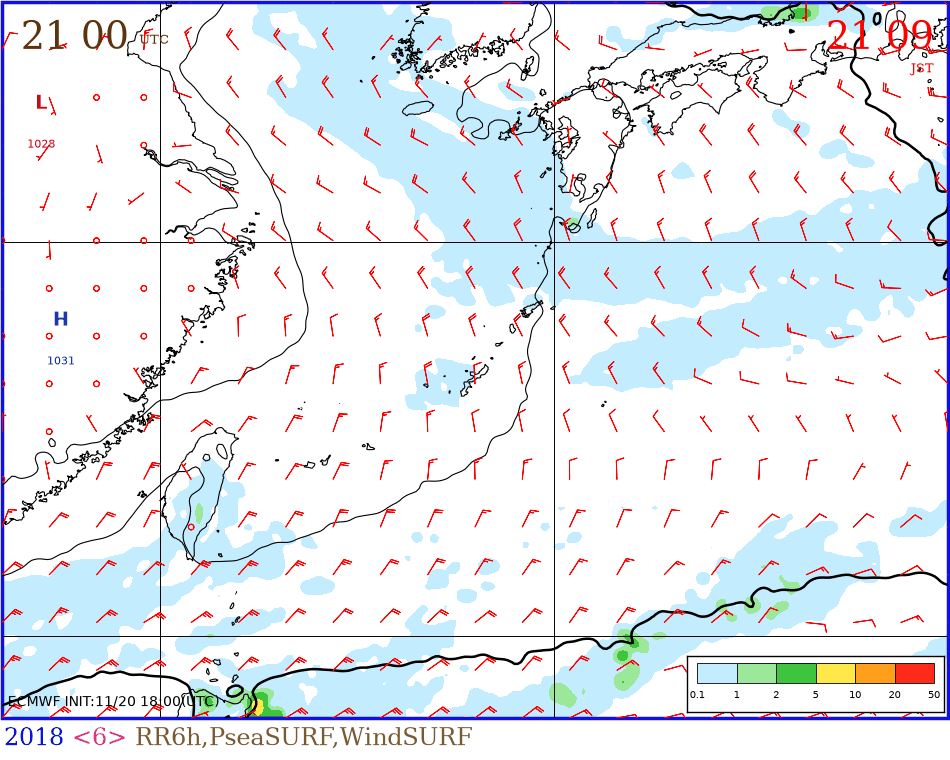 21 00 UTC
21 09
JST
L
1028
H
1031
ECMWF INIT:11/20 18:00(UTC)
0.1 1 2 5 10 20 50
2018 <6> RR6h,PseaSURF,WindSURF